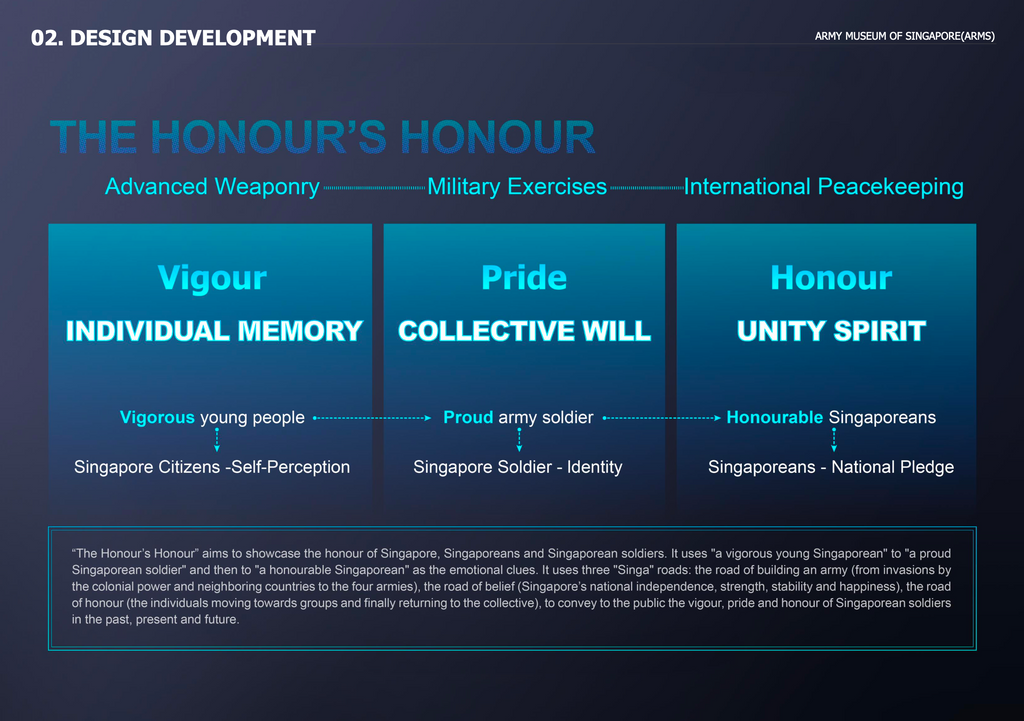 02. DESIGN DEVELOPMENT
ARMY MUSEUM OF SINGAPORE(ARMS)
THE HONOUR’S HONOUR
Advanced Weaponry
Military Exercises
International Peacekeeping
Vigour
INDIVIDUAL MEMORY
Pride
COLLECTIVE WILL
Honour
UNITY SPIRIT
Vigorous young people
Proud army soldier
Honourable Singaporeans
Singapore Citizens -Self-Perception
Singapore Soldier - Identity
Singaporeans - National Pledge
“The Honour’s Honour” aims to showcase the honour of Singapore, Singaporeans and Singaporean soldiers. It uses "a vigorous young Singaporean" to "a proud
Singaporean soldier" and then to "a honourable Singaporean" as the emotional clues. It uses three "Singa" roads: the road of building an army (from invasions by
the colonial power and neighboring countries to the four armies), the road of belief (Singapore’s national independence, strength, stability and happiness), the road
of honour (the individuals moving towards groups and finally returning to the collective), to convey to the public the vigour, pride and honour of Singaporean soldiers
in the past, present and future.